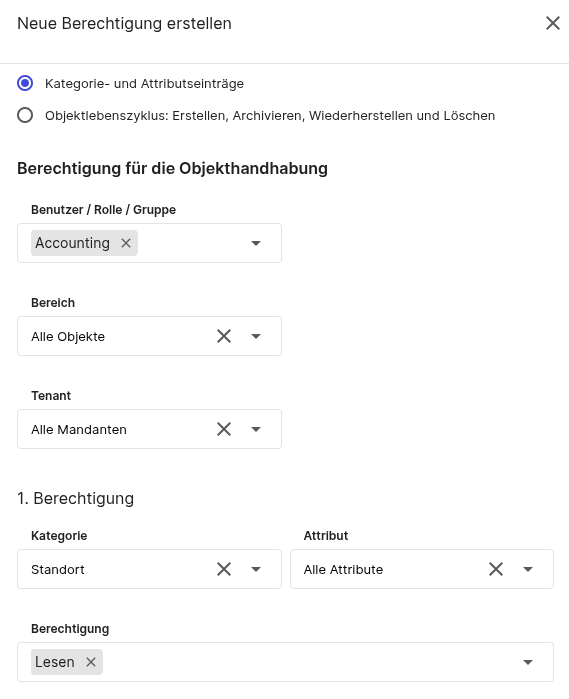 Neue Berechtigung erstellen
Kategorie- und Attributseinträge
Objektlebenszyklus: Erstellen, Archivieren, Wiederherstellen und Löschen
Berechtigung für die Objekthandhabung
Benutzer / Rolle / Gruppe
Accounting
Bereich
Alle Objekte
Tenant
Alle Mandanten
1. Berechtigung
Kategorie Attribut
Standort Alle Attribute
Berechtigung
Lesen